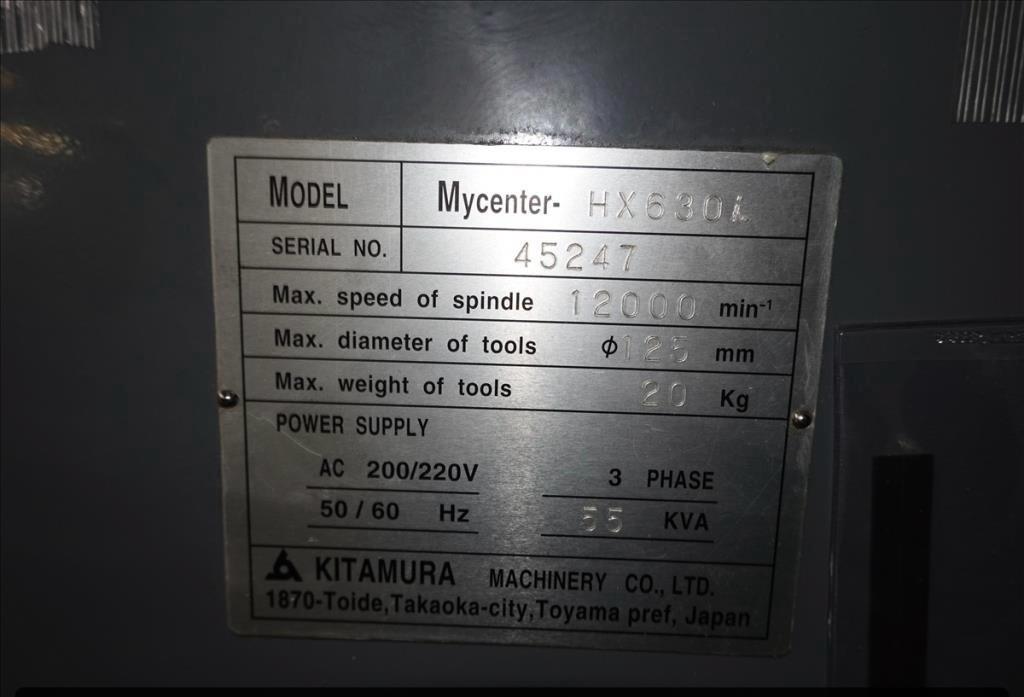 MODEL Mycenter- HX630i
SERIAL NO. 45247
Max. speed of spindle 12000 min⁻¹
Max. diameter of tools φ125 mm
Max. weight of tools 20 Kg
POWER SUPPLY
AC 200/220V 3 PHASE
50 / 60 Hz 55 KVA
KITAMURA MACHINERY CO., LTD.
1870-Toide,Takaoka-city,Toyama pref, Japan